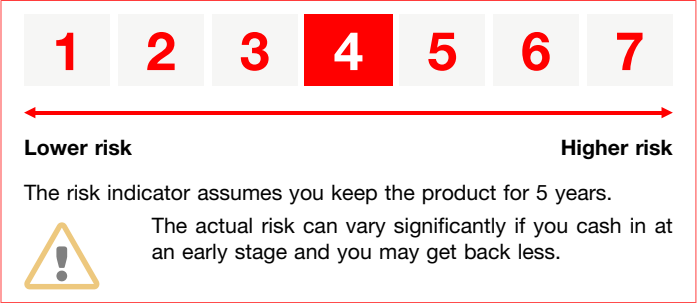 1 2 3 4 5 6 7
Lower risk Higher risk
The risk indicator assumes you keep the product for 5 years.
The actual risk can vary significantly if you cash in at
an early stage and you may get back less.